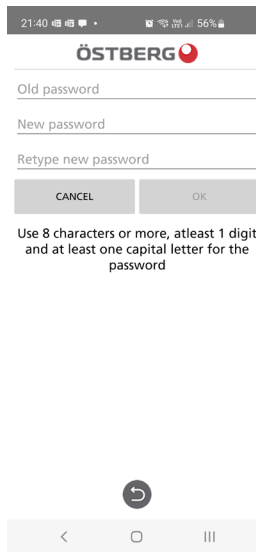 21:40 56%
ÖSTBERG
Old password
New password
Retype new password
CANCEL OK
Use 8 characters or more, atleast 1 digit
and at least one capital letter for the
password